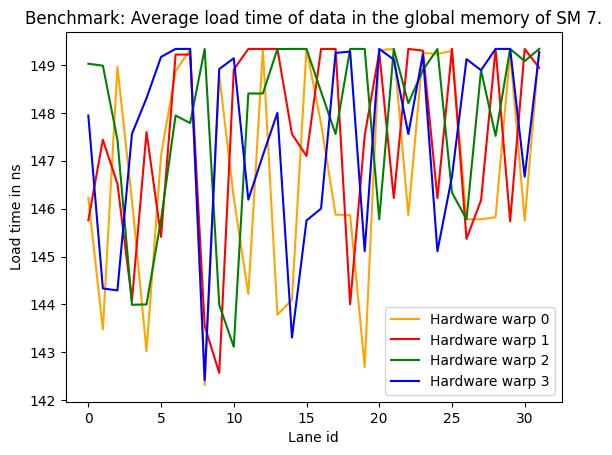 Benchmark: Average load time of data in the global memory of SM 7.
Load time in ns
149
148
147
146
145
144
143
142
0
5
10
15
20
25
30
Lane id
Hardware warp 0
Hardware warp 1
Hardware warp 2
Hardware warp 3